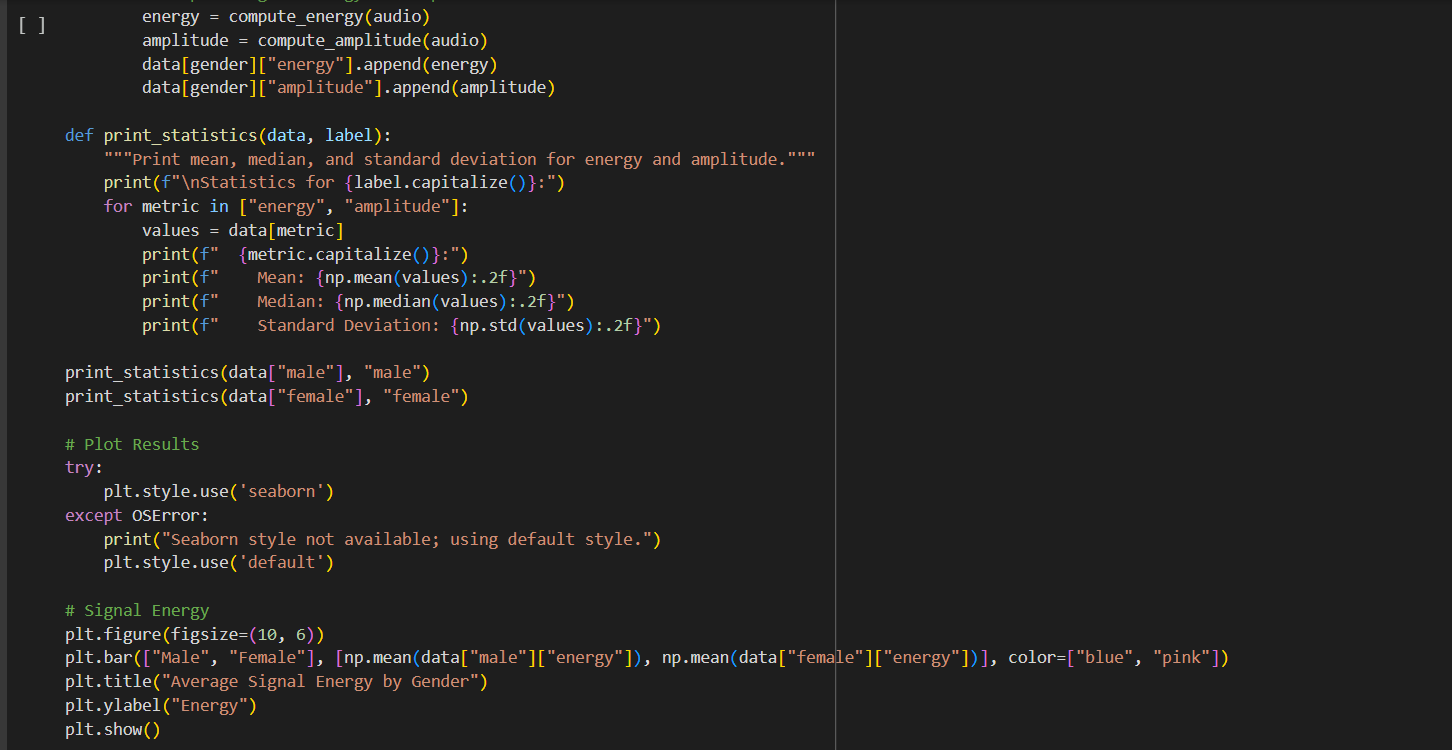 [ ]
        energy = compute_energy(audio)
        amplitude = compute_amplitude(audio)
        data[gender]["energy"].append(energy)
        data[gender]["amplitude"].append(amplitude)

def print_statistics(data, label):
    """Print mean, median, and standard deviation for energy and amplitude."""
    print(f"\nStatistics for {label.capitalize()}:")
    for metric in ["energy", "amplitude"]:
        values = data[metric]
        print(f"  {metric.capitalize()}:")
        print(f"    Mean: {np.mean(values):.2f}")
        print(f"    Median: {np.median(values):.2f}")
        print(f"    Standard Deviation: {np.std(values):.2f}")

print_statistics(data["male"], "male")
print_statistics(data["female"], "female")

# Plot Results
try:
    plt.style.use('seaborn')
except OSError:
    print("Seaborn style not available; using default style.")
    plt.style.use('default')

# Signal Energy
plt.figure(figsize=(10, 6))
plt.bar(["Male", "Female"], [np.mean(data["male"]["energy"]), np.mean(data["female"]["energy"])], color=["blue", "pink"])
plt.title("Average Signal Energy by Gender")
plt.ylabel("Energy")
plt.show()